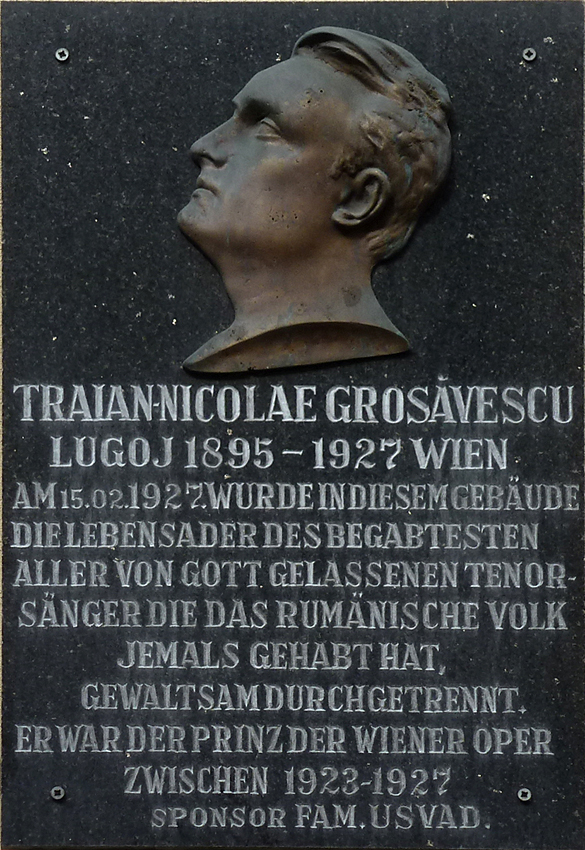 TRAIAN-NICOLAE GROSĂVESCU
LUGOJ 1895 – 1927 WIEN
AM 15.02.1927. WURDE IN DIESEM GEBÄUDE
DIE LEBENSADER DES BEGABTESTEN
ALLER VON GOTT GELASSENEN TENOR-
SÄNGER DIE DAS RUMÄNISCHE VOLK
JEMALS GEHABT HAT,
GEWALTSAM DURCHGETRENNT.
ER WAR DER PRINZ DER WIENER OPER
ZWISCHEN 1923-1927
SPONSOR FAM. USVAD.